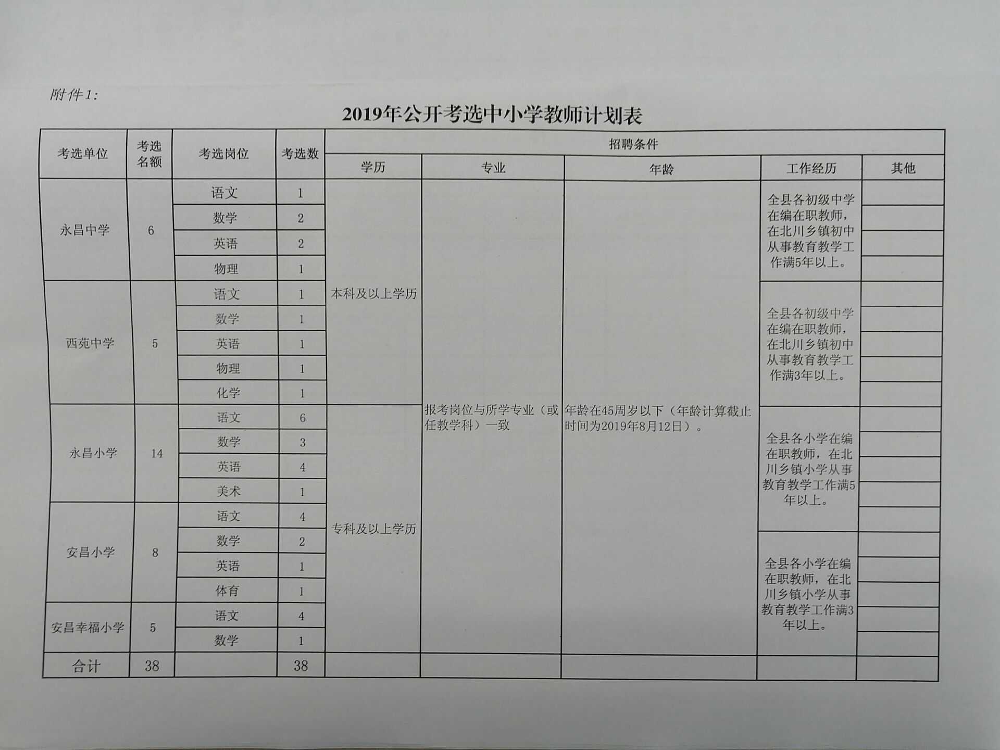 附件1:
2019年公开考选中小学教师计划表
考选单位 考选名额 考选岗位 考选数 招聘条件
学历 专业 年龄 工作经历 其他
永昌中学 6 语文 1
数学 2
英语 2
物理 1
全县各初级中学
在编在职教师，
在北川乡镇初中
从事教育教学工
作满5年以上。
西苑中学 5 语文 1
数学 1
英语 1
物理 1
化学 1
本科及以上学历
全县各初级中学
在编在职教师，
在北川乡镇初中
从事教育教学工
作满3年以上。
报考岗位与所学专业（或
任教学科）一致
年龄在45周岁以下（年龄计算截止
时间为2019年8月12日）。
永昌小学 14 语文 6
数学 3
英语 4
美术 1
全县各小学在编
在职教师，在北
川乡镇小学从事
教育教学工作满5
年以上。
安昌小学 8 语文 4
数学 2
英语 1
体育 1
专科及以上学历
安昌幸福小学 5 语文 4
数学 1
全县各小学在编
在职教师，在北
川乡镇小学从事
教育教学工作满3
年以上。
合计 38 38